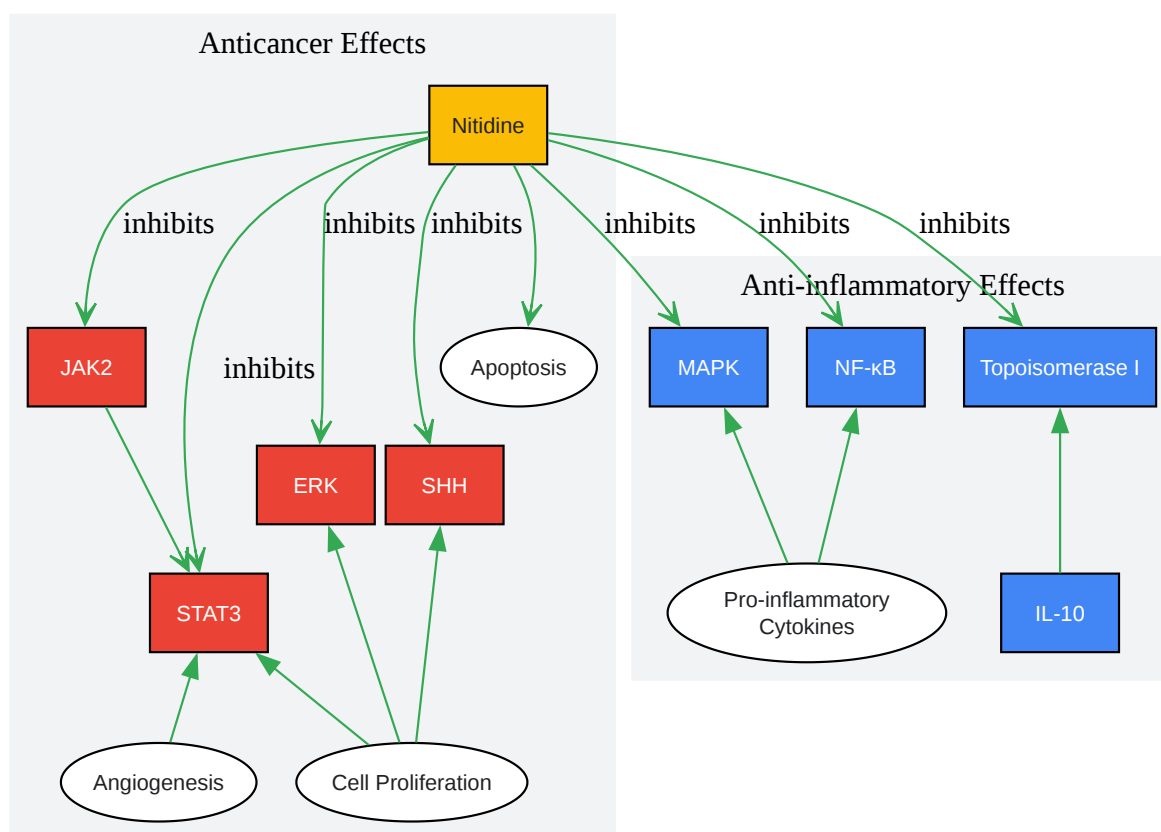 Anticancer Effects
Nitidine
inhibits
inhibits
inhibits
inhibits
inhibits
inhibits
Anti-inflammatory Effects
JAK2
inhibits
Apoptosis
MAPK
NF-κB
Topoisomerase I
ERK
SHH
STAT3
Pro-inflammatory
Cytokines
IL-10
Angiogenesis
Cell Proliferation